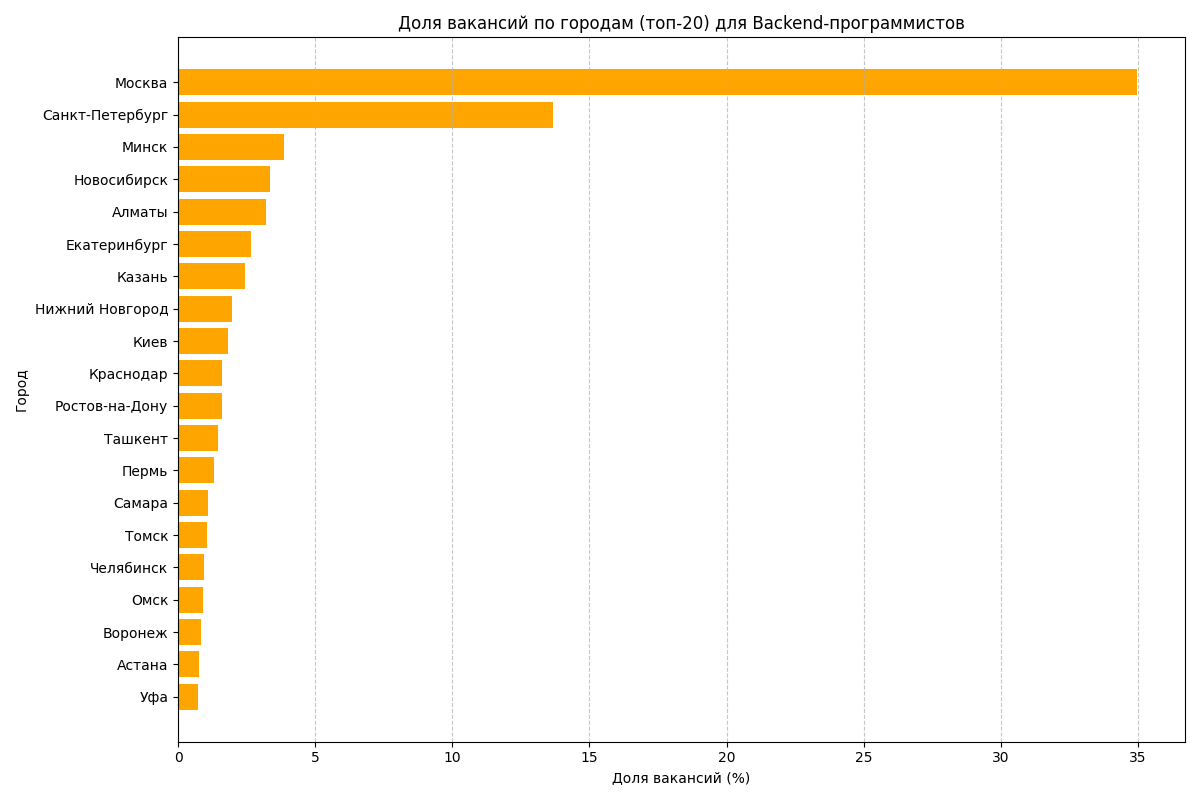 Доля вакансий по городам (топ-20) для Backend-программистов
Город
Москва
Санкт-Петербург
Минск
Новосибирск
Алматы
Екатеринбург
Казань
Нижний Новгород
Киев
Краснодар
Ростов-на-Дону
Ташкент
Пермь
Самара
Томск
Челябинск
Омск
Воронеж
Астана
Уфа
0 5 10 15 20 25 30 35
Доля вакансий (%)